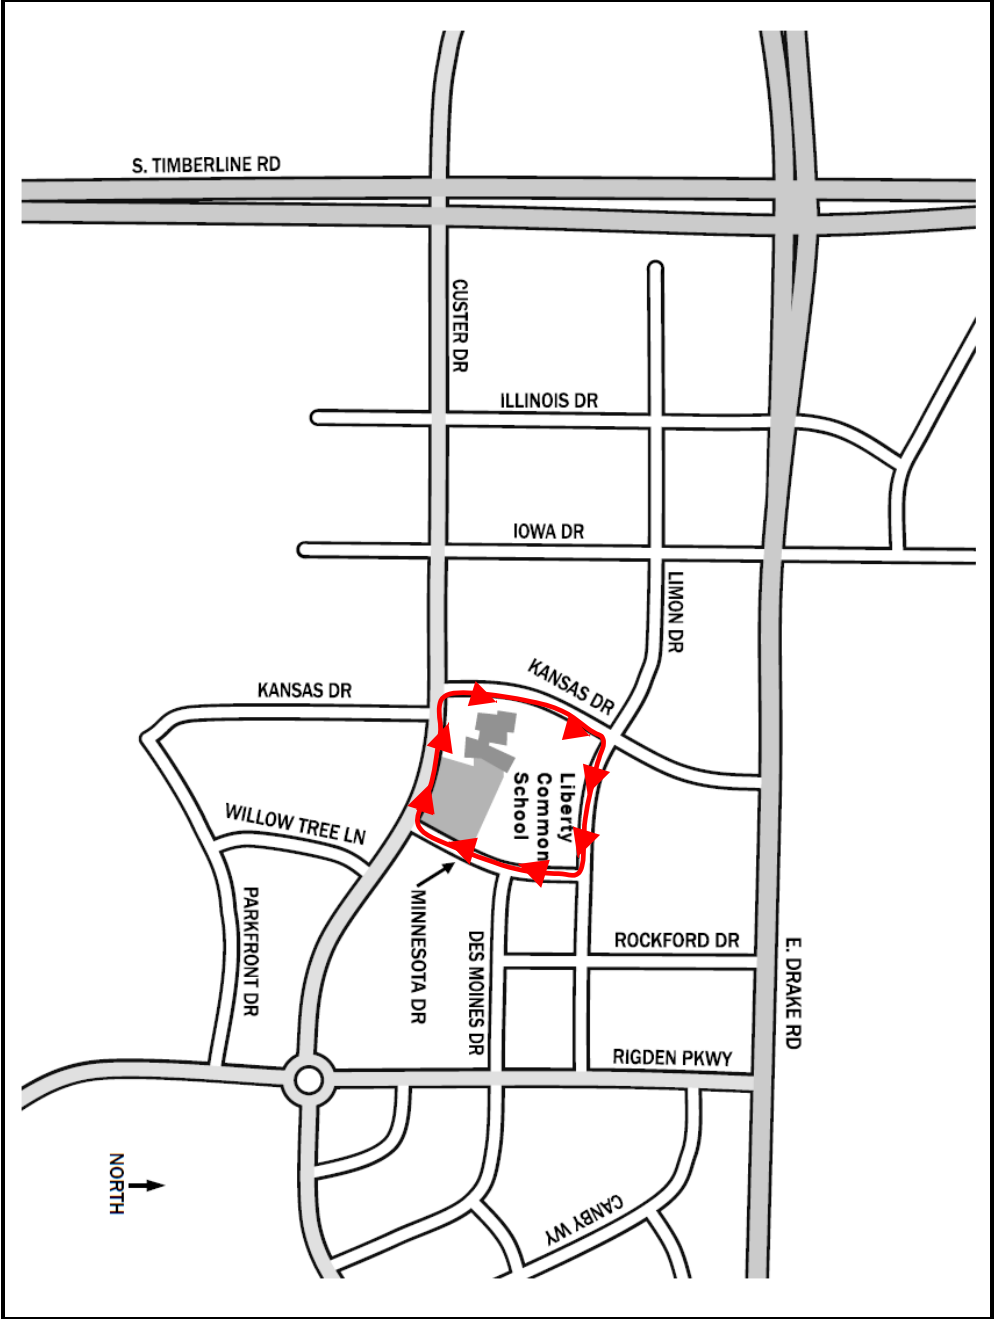 S. TIMBERLINE RD
CUSTER DR
ILLINOIS DR
IOWA DR
LIMON DR
KANSAS DR
KANSAS DR
Liberty
Common
School
WILLOW TREE LN
MINNESOTA DR
PARKFRONT DR
DES MOINES DR
ROCKFORD DR
E. DRAKE RD
RIGDEN PKWY
NORTH
CANBY WY